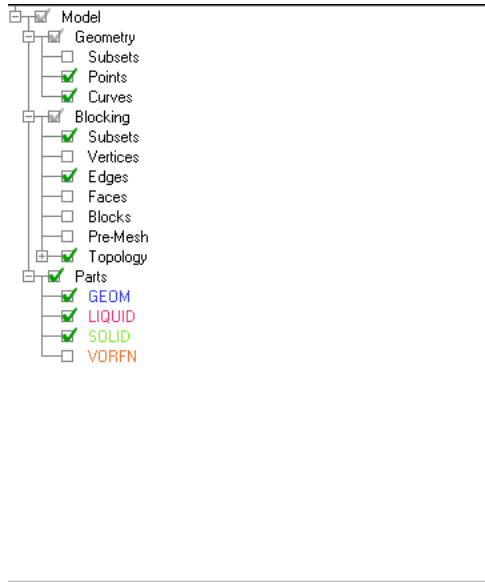 Model
Geometry
Subsets
Points
Curves
Blocking
Subsets
Vertices
Edges
Faces
Blocks
Pre-Mesh
Topology
Parts
GEOM
LIQUID
SOLID
VORFN